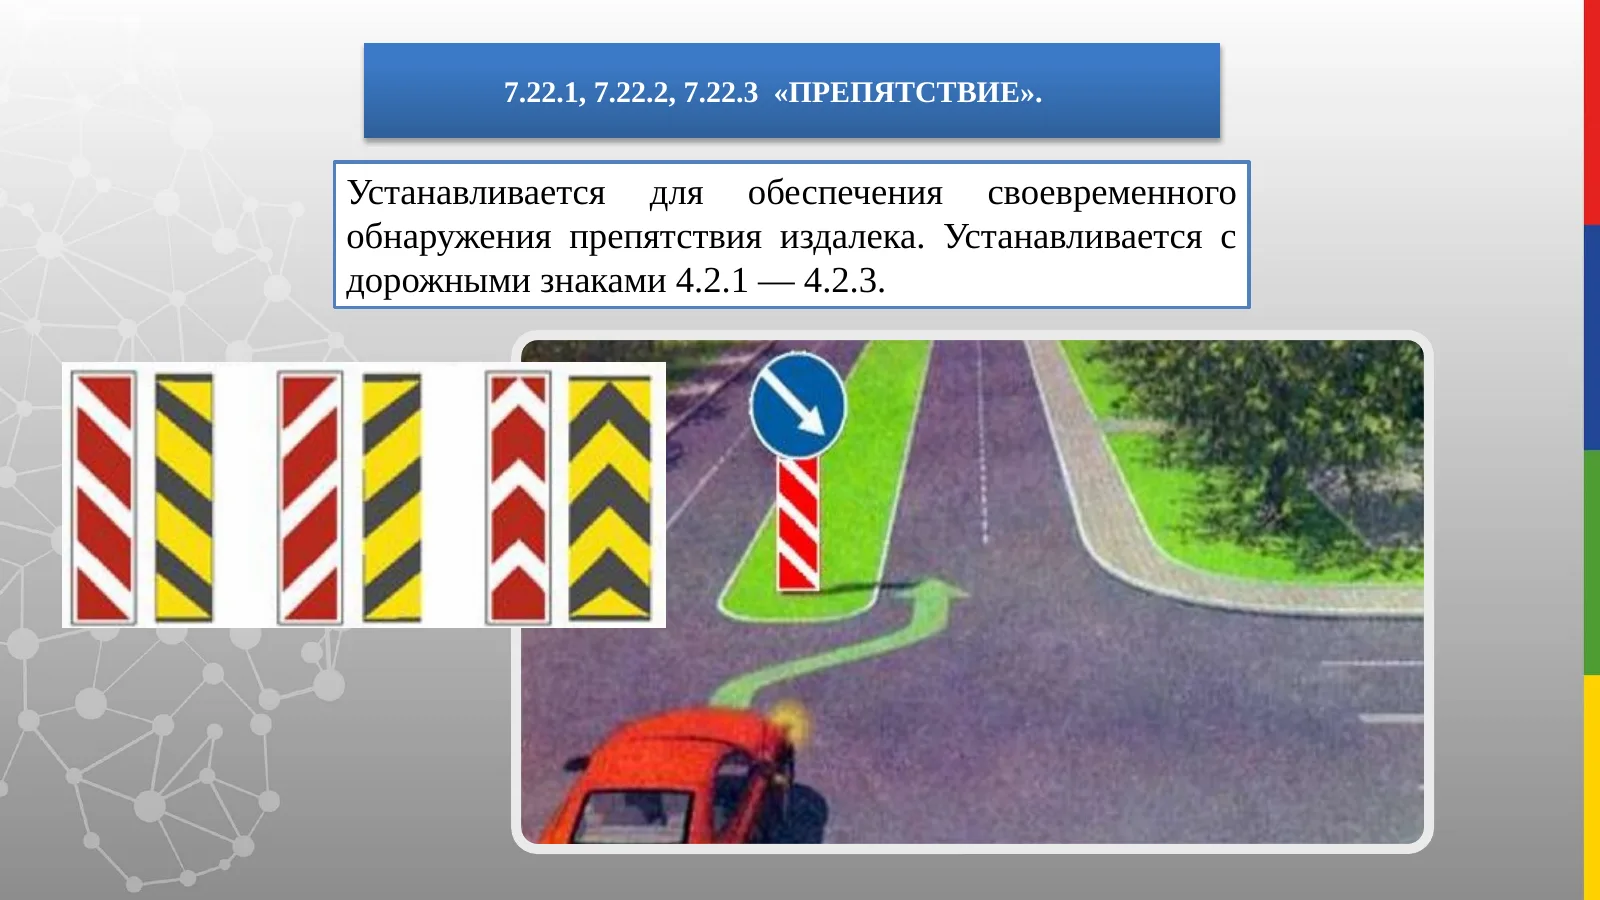 7.22.1, 7.22.2, 7.22.3 «ПРЕПЯТСТВИЕ».
Устанавливается для обеспечения своевременного
обнаружения препятствия издалека. Устанавливается с
дорожными знаками 4.2.1 — 4.2.3.